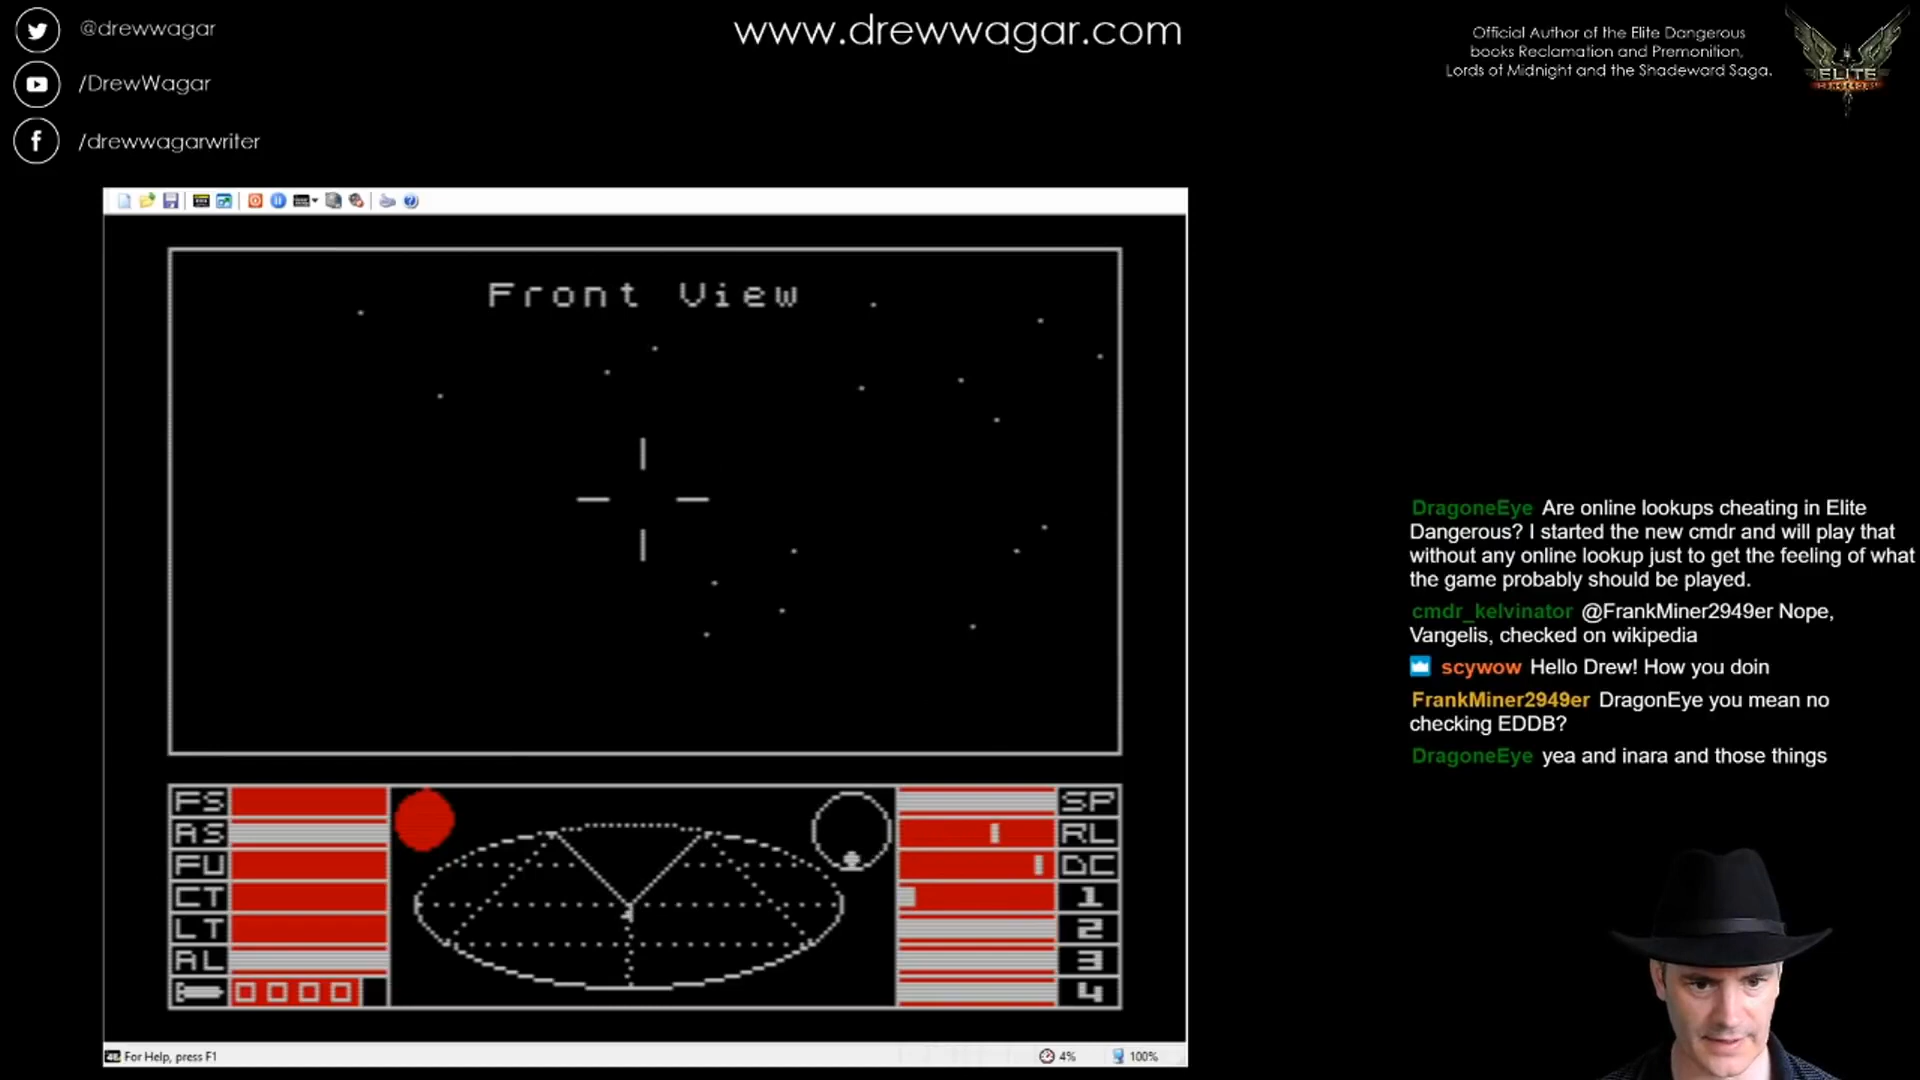 @drewwagar
/DrewWagar
/drewwagarwriter
www.drewwagar.com
Official Author of the Elite Dangerous
books Reclamation and Premonition,
Lords of Midnight and the Shadeward Saga.
ELITE
DANGEROUS
Front View
FS
AS
FU
CT
LT
AL
SP
RL
DC
1
2
3
4
For Help, press F1
4%
100%
DragoneEye Are online lookups cheating in Elite
Dangerous? I started the new cmdr and will play that
without any online lookup just to get the feeling of what
the game probably should be played.
cmdr_kelvinator @FrankMiner2949er Nope,
Vangelis, checked on wikipedia
scywow Hello Drew! How you doin
FrankMiner2949er DragonEye you mean no
checking EDDB?
DragoneEye yea and inara and those things